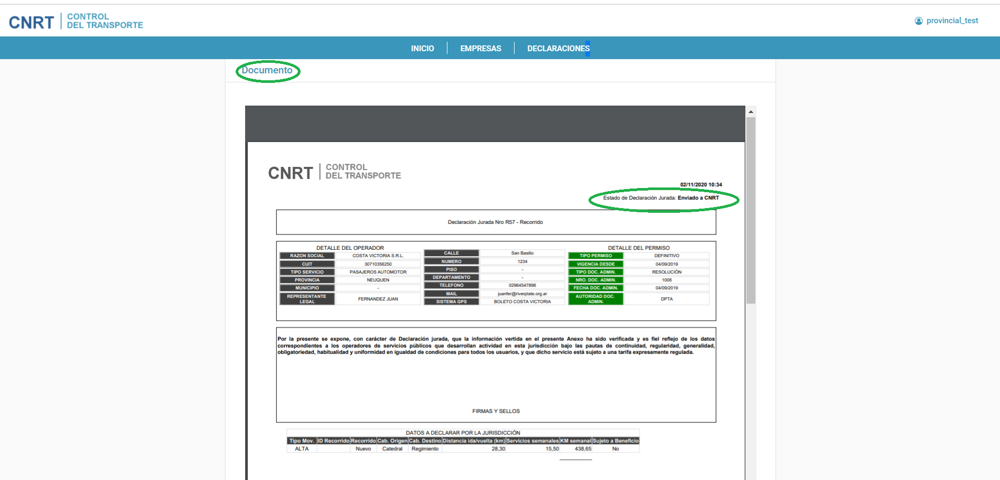 CNRT CONTROL
DEL TRANSPORTE
provincial_test
INICIO EMPRESAS DECLARACIONES
Documento
CNRT CONTROL
DEL TRANSPORTE
02/11/2020 10:34
Estado de Declaración Jurada: Enviado a CNRT
Declaración Jurada Nro R57 - Recorrido
DETALLE DEL OPERADOR
RAZON SOCIAL COSTA VICTORIA S.R.L.
CUIT 30710356250
TIPO SERVICIO PASAJEROS AUTOMOTOR
PROVINCIA NEUQUEN
MUNICIPIO -
REPRESENTANTE LEGAL FERNANDEZ JUAN
CALLE San Basilio
NUMERO 1234
PISO -
DEPARTAMENTO -
TELEFONO 02964547896
MAIL juanfer@riverplate.org.ar
SISTEMA GPS BOLETO COSTA VICTORIA
DETALLE DEL PERMISO
TIPO PERMISO DEFINITIVO
VIGENCIA DESDE 04/09/2019
TIPO DOC. ADMIN. RESOLUCIÓN
NRO. DOC. ADMIN. 1006
FECHA DOC. ADMIN. 04/09/2019
AUTORIDAD DOC. ADMIN. DPTA
Por la presente se expone, con carácter de Declaración jurada, que la información vertida en el presente Anexo ha sido verificada y es fiel reflejo de los datos
correspondientes a los operadores de servicios públicos que desarrollan actividad en esta jurisdicción bajo las pautas de continuidad, regularidad, generalidad,
obligatoriedad, habitualidad y uniformidad en igualdad de condiciones para todos los usuarios, y que dicho servicio está sujeto a una tarifa expresamente regulada.
FIRMAS Y SELLOS
DATOS A DECLARAR POR LA JURISDICCIÓN
Tipo Mov. ID Recorrido Recorrido Cab. Origen Cab. Destino Distancia ida/vuelta (km) Servicios semanales KM semanal Sujeto a Beneficio
ALTA Nuevo Catedral Regimiento 28,30 15,50 438,65 No